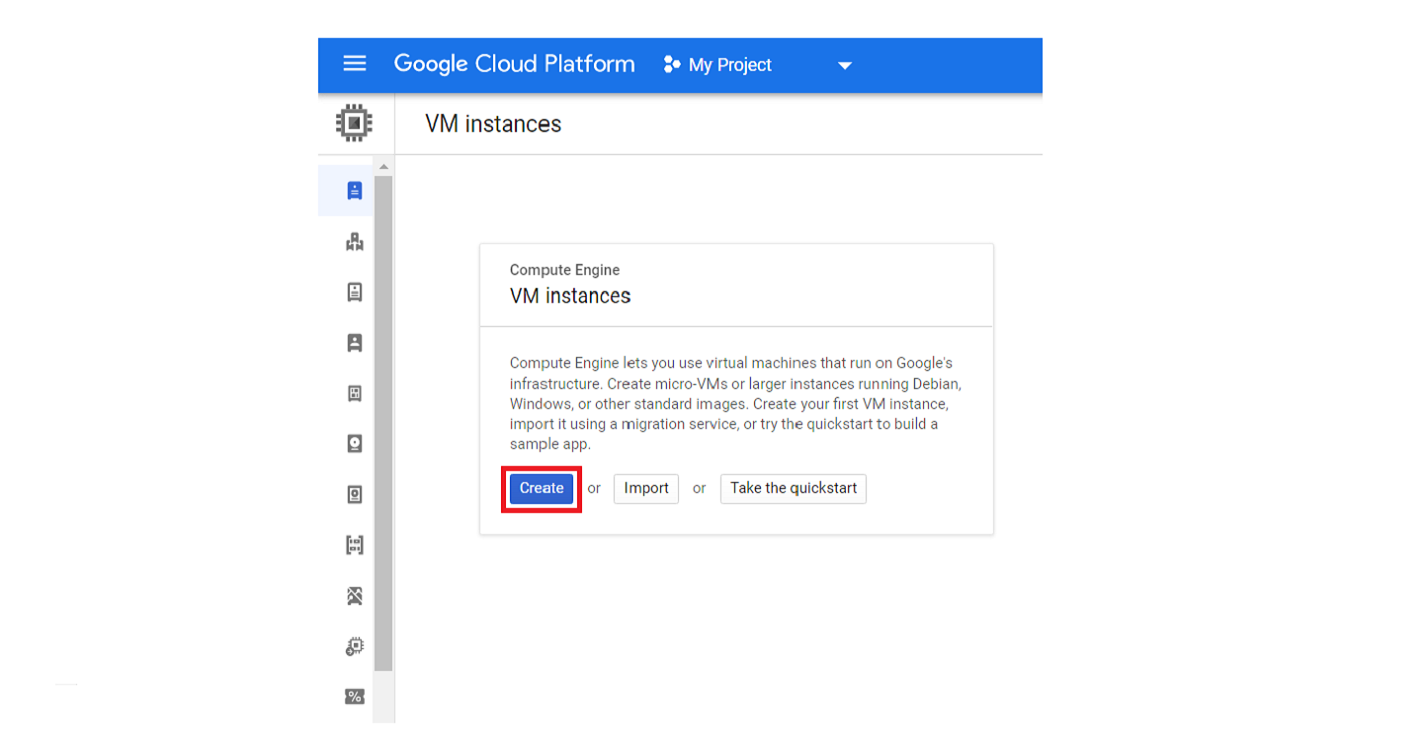 Google Cloud Platform My Project
VM instances
Compute Engine
VM instances
Compute Engine lets you use virtual machines that run on Google's
infrastructure. Create micro-VMs or larger instances running Debian,
Windows, or other standard images. Create your first VM instance,
import it using a migration service, or try the quickstart to build a
sample app.
Create or Import or Take the quickstart
%